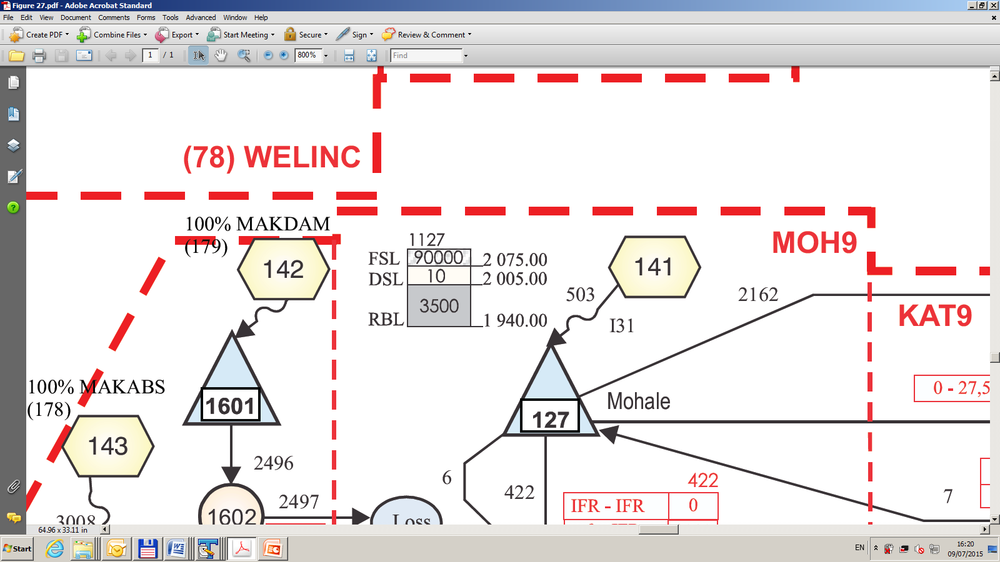 Figure 27.pdf - Adobe Acrobat Standard
File Edit View Document Comments Forms Tools Advanced Window Help
Create PDF Combine Files Export Start Meeting Secure Sign Review & Comment
1 / 1 800% Find
(78) WELINC
100% MAKDAM
(179)
142
1127
FSL 90000 2 075.00
DSL 10 2 005.00
3500
RBL 1 940.00
141
MOH9
503
2162
I31
KAT9
100% MAKABS
(178)
1601
127
Mohale
0 - 27,5
143
2496
6
422
422
IFR - IFR 0
7
2497
3008
1602
Loss
64.96 x 33.11 in
Start
EN
16:20
09/07/2015